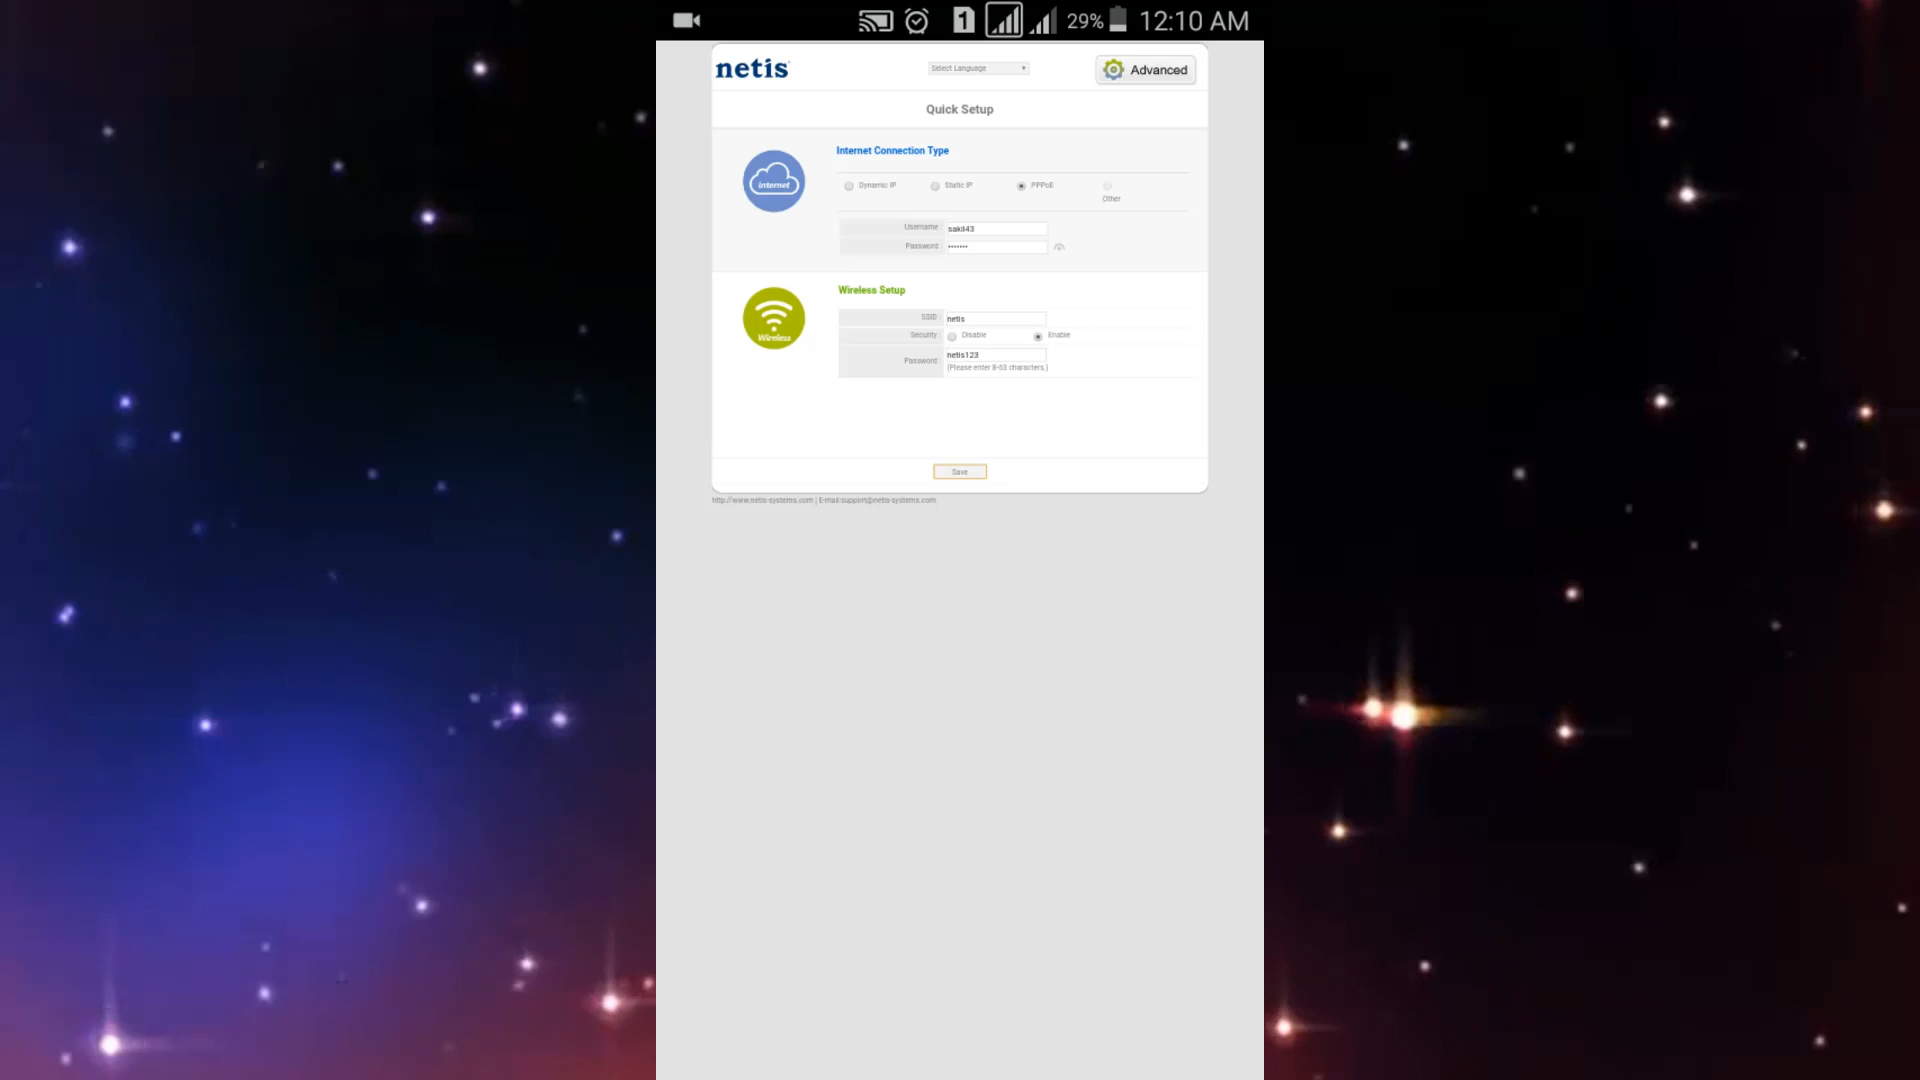 1 29% 12:10 AM
netis Select Language Advanced
Quick Setup
Internet Connection Type
internet
Dynamic IP Static IP PPPoE Other
Username : sakil43
Password : •••••••
Wireless Setup
Wireless
SSID : netis
Security : Disable Enable
Password : netis123
(Please enter 8-63 characters.)
Save
http://www.netis-systems.com | E-mail:support@netis-systems.com